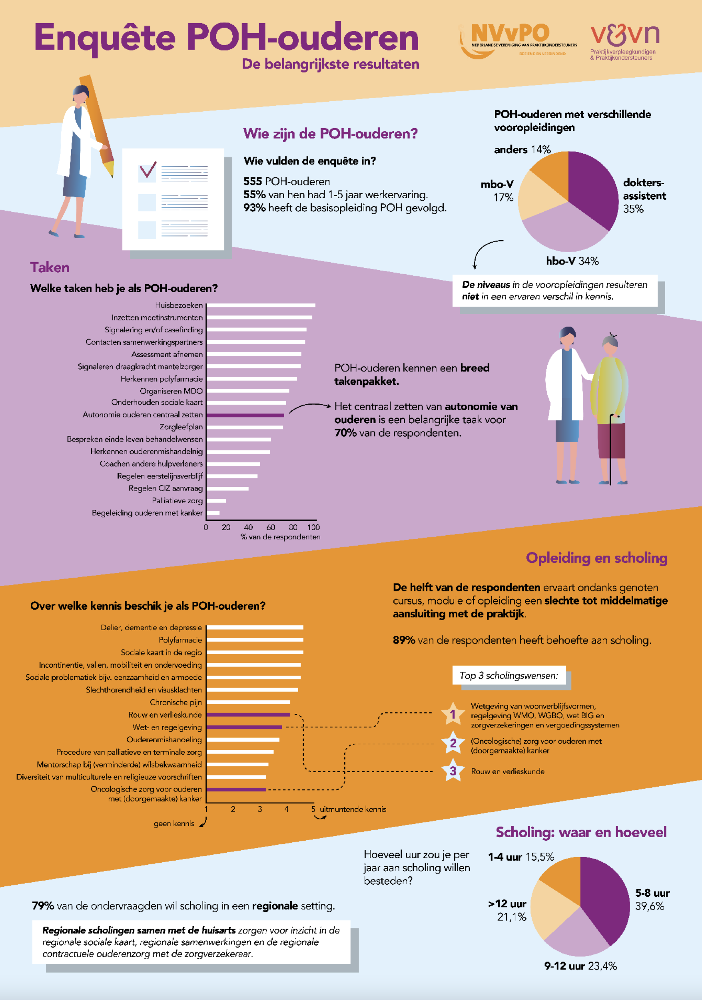 Enquête POH-ouderen
De belangrijkste resultaten
NVvPO
NEDERLANDSE VERENIGING VAN PRAKTIJKONDERSTEUNERS
BOEIEND EN VERBINDEND
v&vn
Praktijkverpleegkundigen
& Praktijkondersteuners
Wie zijn de POH-ouderen?
Wie vulden de enquête in?
555 POH-ouderen
55% van hen had 1-5 jaar werkervaring.
93% heeft de basisopleiding POH gevolgd.
POH-ouderen met verschillende
vooropleidingen
anders 14%
mbo-V
17%
dokters-
assistent
35%
hbo-V 34%
De niveaus in de vooropleidingen resulteren
niet in een ervaren verschil in kennis.
Taken
Welke taken heb je als POH-ouderen?
Huisbezoeken
Inzetten meetinstrumenten
Signalering en/of casefinding
Contacten samenwerkingspartners
Assessment afnemen
Signaleren draagkracht mantelzorger
Herkennen polyfarmacie
Organiseren MDO
Onderhouden sociale kaart
Autonomie ouderen centraal zetten
Zorgleefplan
Bespreken einde leven behandelwensen
Herkennen ouderenmishandelnig
Coachen andere hulpverleners
Regelen eerstelijnsverblijf
Regelen CIZ aanvraag
Palliatieve zorg
Begeleiding ouderen met kanker
0 20 40 60 80 100
% van de respondenten
POH-ouderen kennen een breed
takenpakket.
Het centraal zetten van autonomie van
ouderen is een belangrijke taak voor
70% van de respondenten.
Opleiding en scholing
De helft van de respondenten ervaart ondanks genoten
cursus, module of opleiding een slechte tot middelmatige
aansluiting met de praktijk.
89% van de respondenten heeft behoefte aan scholing.
Over welke kennis beschik je als POH-ouderen?
Delier, dementie en depressie
Polyfarmacie
Sociale kaart in de regio
Incontinentie, vallen, mobiliteit en ondervoeding
Sociale problematiek bijv. eenzaamheid en armoede
Slechthorendheid en visusklachten
Chronische pijn
Rouw en verlieskunde
Wet- en regelgeving
Ouderenmishandeling
Procedure van palliatieve en terminale zorg
Mentorschap bij (verminderde) wilsbekwaamheid
Diversiteit van multiculturele en religieuze voorschriften
Oncologische zorg voor ouderen
met (doorgemaakte) kanker
1 2 3 4 5 uitmuntende kennis
geen kennis
Top 3 scholingswensen:
1
Wetgeving van woonverblijfsvormen,
regelgeving WMO, WGBO, wet BIG en
zorgverzekeringen en vergoedingssystemen
2
(Oncologische) zorg voor ouderen met
(doorgemaakte) kanker
3
Rouw en verlieskunde
Scholing: waar en hoeveel
Hoeveel uur zou je per
jaar aan scholing willen
besteden?
1-4 uur 15,5%
5-8 uur
39,6%
>12 uur
21,1%
9-12 uur 23,4%
79% van de ondervraagden wil scholing in een regionale setting.
Regionale scholingen samen met de huisarts zorgen voor inzicht in de
regionale sociale kaart, regionale samenwerkingen en de regionale
contractuele ouderenzorg met de zorgverzekeraar.